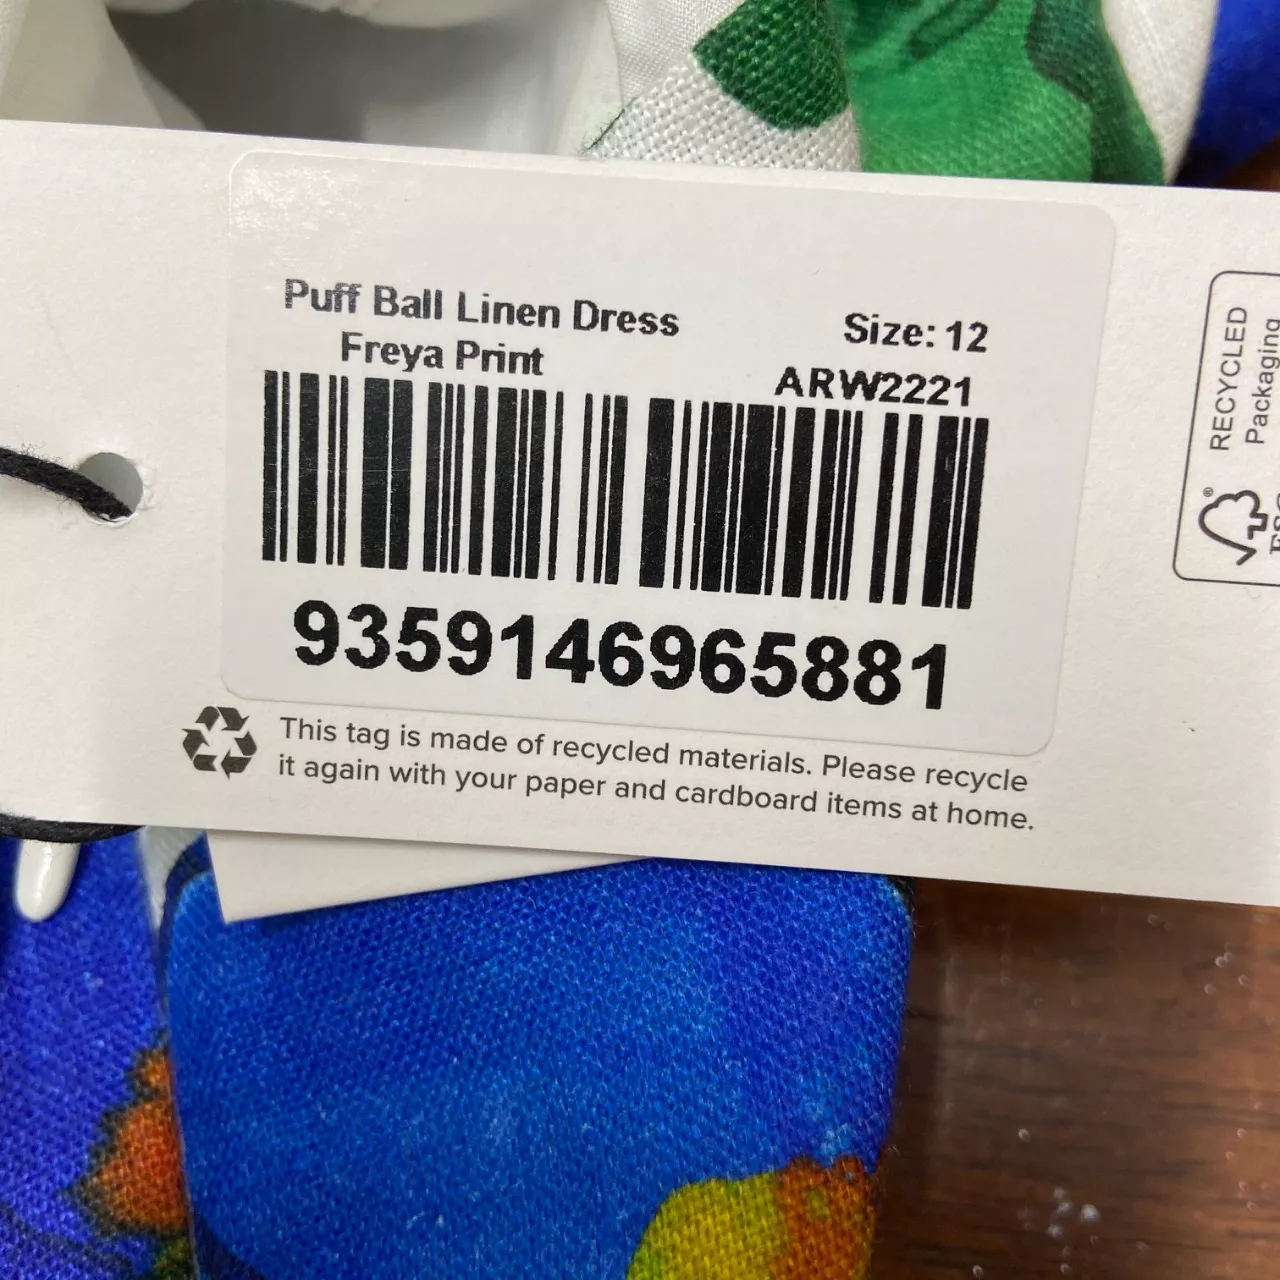 Puff Ball Linen Dress
Freya Print
Size: 12
ARW2221
9359146965881
This tag is made of recycled materials. Please recycle
it again with your paper and cardboard items at home.
RECYCLED
Packaging